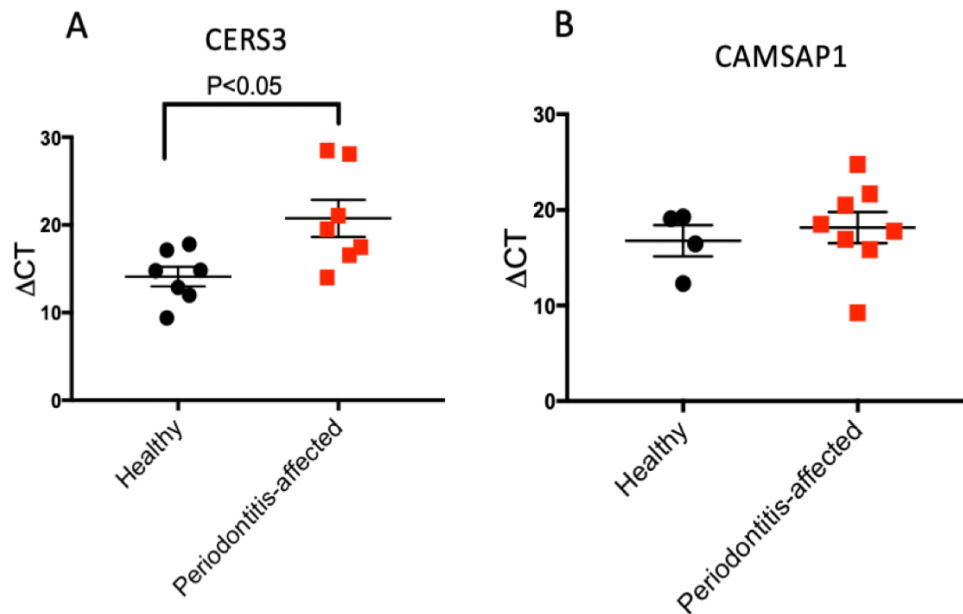 A
CERS3
P<0.05
30
20
10
0
ΔCT
Healthy
Periodontitis-affected
B
CAMSAP1
30
20
10
0
ΔCT
Healthy
Periodontitis-affected